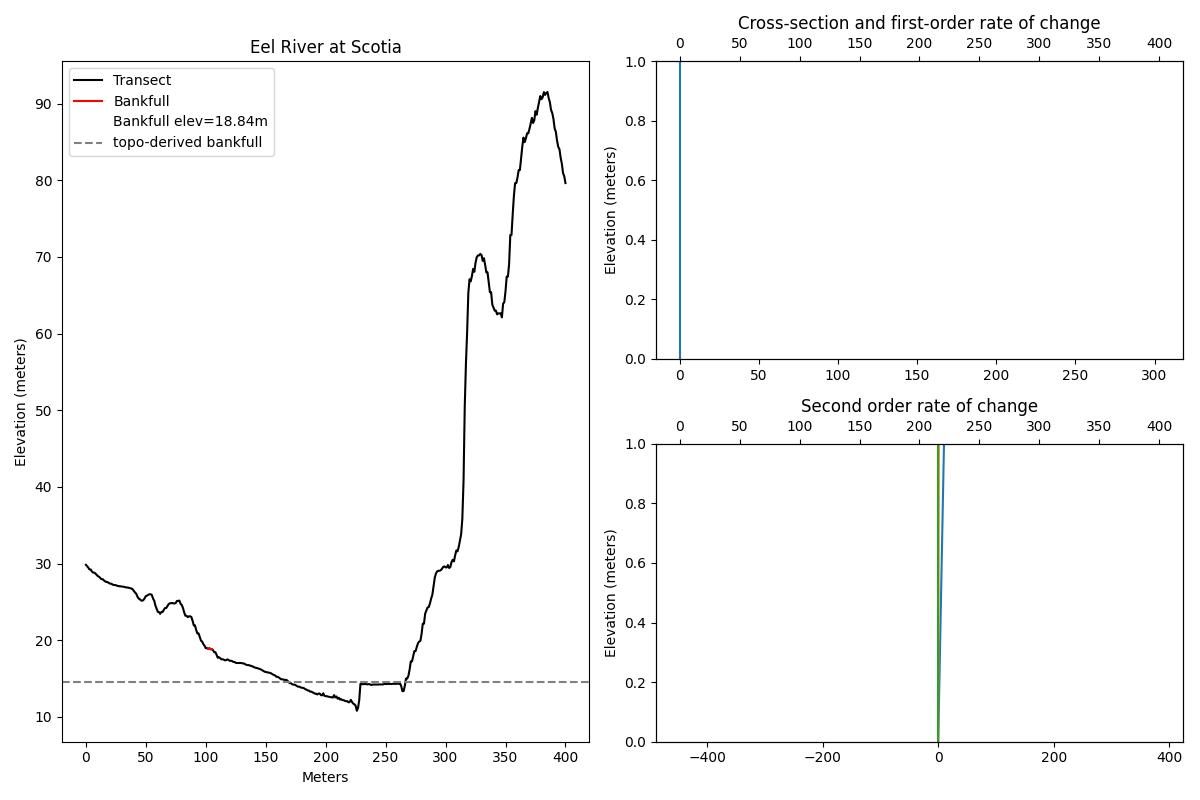 Eel River at Scotia
Transect
Bankfull
Bankfull elev=18.84m
topo-derived bankfull
90
80
70
60
50
40
30
20
10
Elevation (meters)
0 50 100 150 200 250 300 350 400
Meters
Cross-section and first-order rate of change
0 50 100 150 200 250 300 350 400
1.0
0.8
0.6
0.4
0.2
0.0
Elevation (meters)
0 50 100 150 200 250 300
Second order rate of change
0 50 100 150 200 250 300 350 400
1.0
0.8
0.6
0.4
0.2
0.0
Elevation (meters)
−400 −200 0 200 400